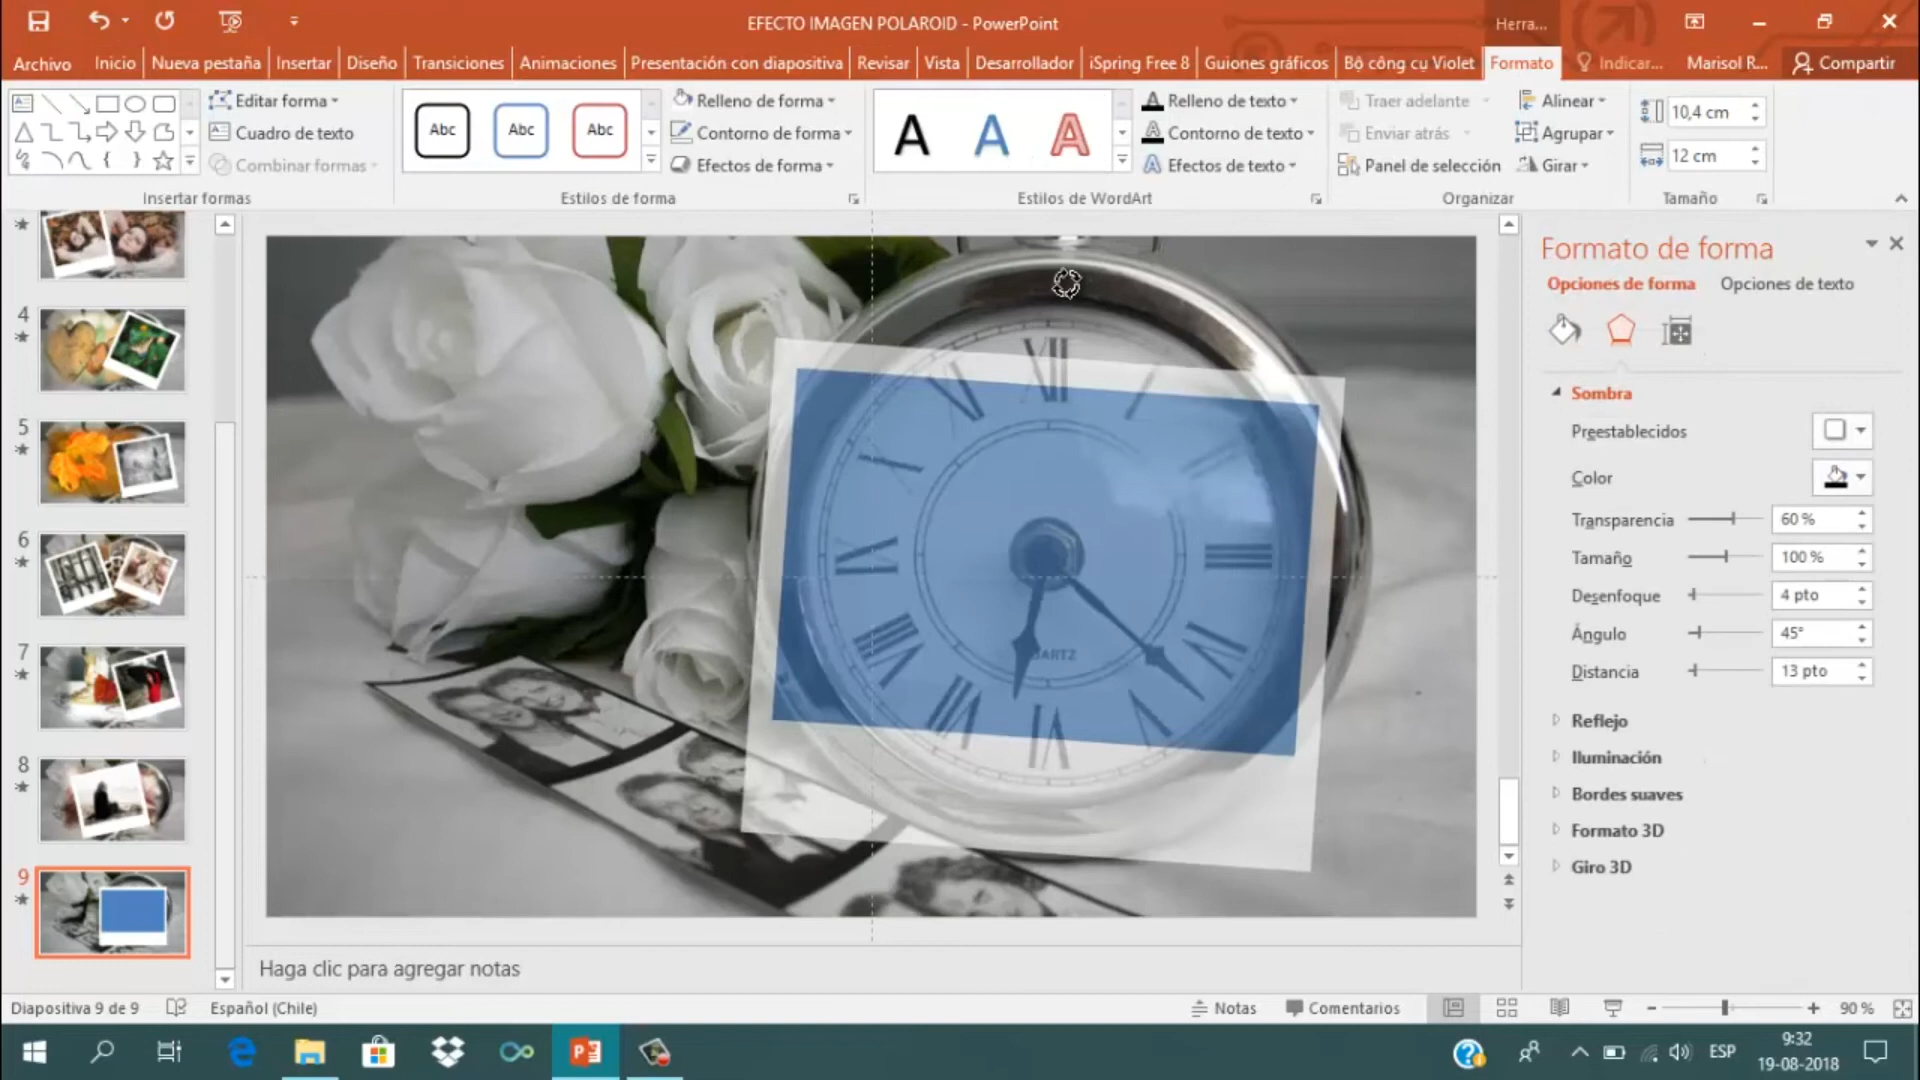 EFECTO IMAGEN POLAROID - PowerPoint
Herra...
Archivo Inicio Nueva pestaña Insertar Diseño Transiciones Animaciones Presentación con diapositiva Revisar Vista Desarrollador iSpring Free 8 Guiones gráficos Bộ công cụ Violet Formato Indicar... Marisol R... Compartir
Editar forma
Cuadro de texto
Combinar formas
Insertar formas
Abc Abc Abc
Relleno de forma
Contorno de forma
Efectos de forma
Estilos de forma
A A A
Relleno de texto
Contorno de texto
Efectos de texto
Estilos de WordArt
Traer adelante
Enviar atrás
Panel de selección
Alinear
Agrupar
Girar
Organizar
10,4 cm
12 cm
Tamaño
4
5
6
7
8
9
XII
Formato de forma
Opciones de forma Opciones de texto
Sombra
Preestablecidos
Color
Transparencia 60 %
Tamaño 100 %
Desenfoque 4 pto
Ángulo 45°
Distancia 13 pto
Reflejo
Iluminación
Bordes suaves
Formato 3D
Giro 3D
Haga clic para agregar notas
Diapositiva 9 de 9 Español (Chile) Notas Comentarios 90 %
ESP
9:32
19-08-2018